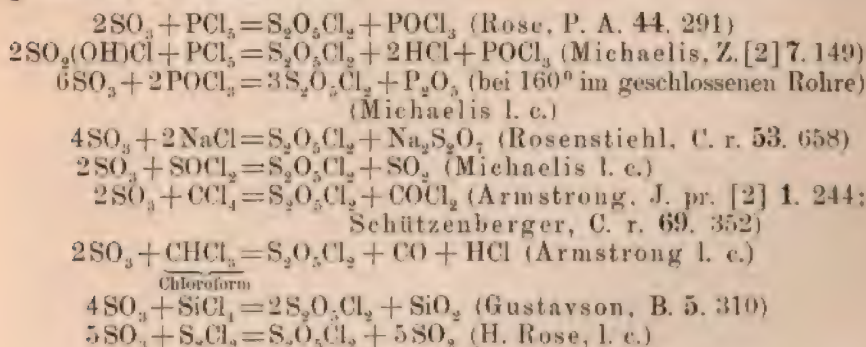 2SO₃+PCl₅=S₂O₅Cl₂+POCl₃ (Rose, P. A. 44. 291)
2SO₂(OH)Cl+PCl₅=S₂O₅Cl₂+2HCl+POCl₃ (Michaelis, Z. [2] 7. 149)
6SO₃+2POCl₃=3S₂O₅Cl₂+P₂O₅ (bei 160° im geschlossenen Rohre)
(Michaelis l. c.)
4SO₃+2NaCl=S₂O₅Cl₂+Na₂S₂O₇ (Rosenstiehl, C. r. 53. 658)
2SO₃+SOCl₂=S₂O₅Cl₂+SO₂ (Michaelis l. c.)
2SO₃+CCl₄=S₂O₅Cl₂+COCl₂ (Armstrong, J. pr. [2] 1. 244;
Schützenberger, C. r. 69. 352)
2SO₃+CHCl₃=S₂O₅Cl₂+CO+HCl (Armstrong l. c.)
Chloroform
4SO₃+SiCl₄=2S₂O₅Cl₂+SiO₂ (Gustavson, B. 5. 310)
5SO₃+S₂Cl₂=S₂O₅Cl₂+5SO₂ (H. Rose, l. c.)